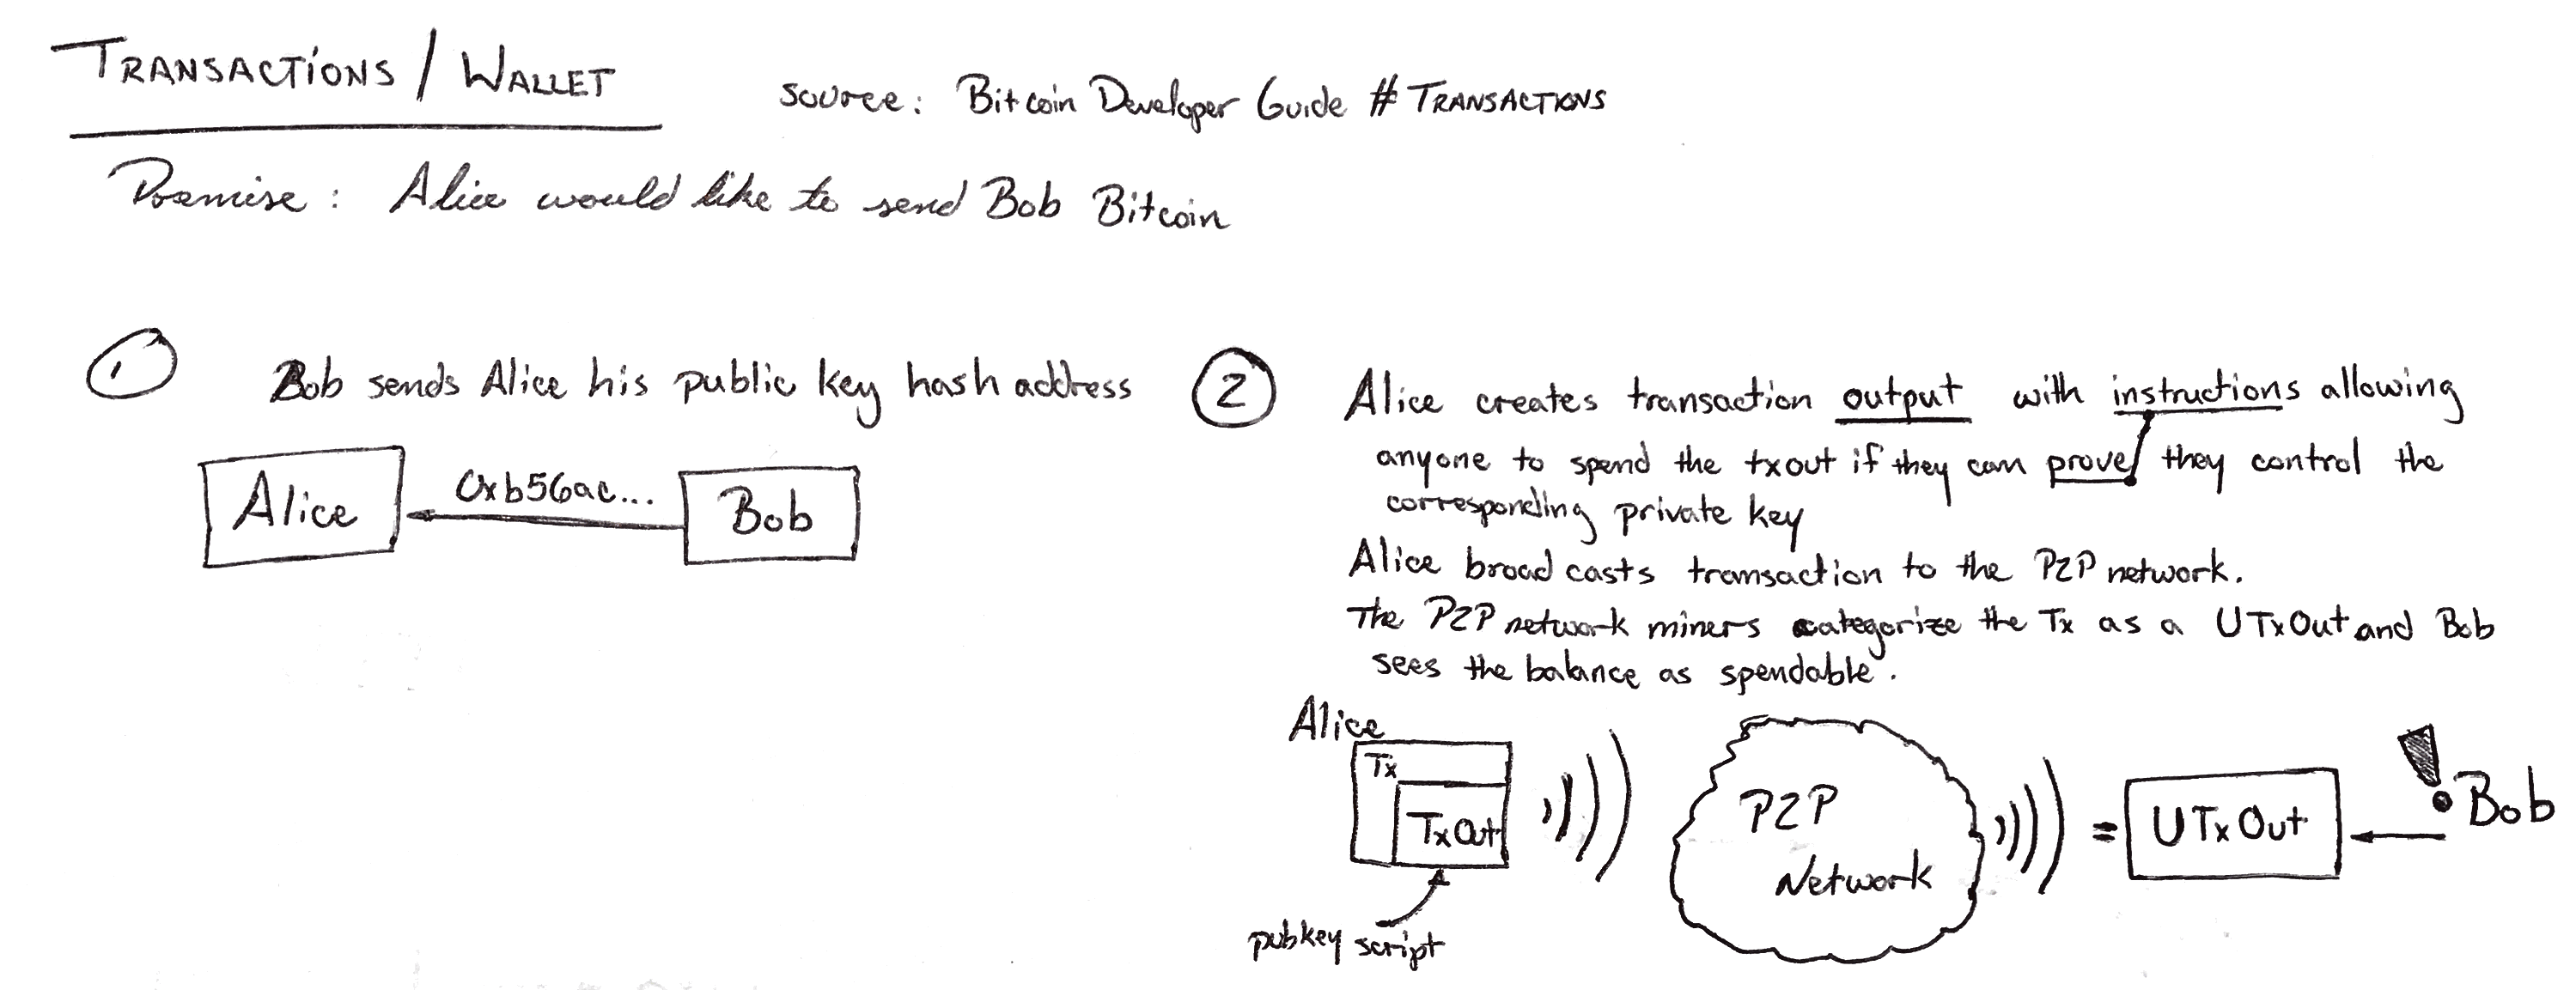 TRANSACTIONS / WALLET
source: Bitcoin Developer Guide # TRANSACTIONS
Premise: Alice would like to send Bob Bitcoin
1 Bob sends Alice his public key hash address
Alice
0xb56ac...
Bob
2 Alice creates transaction output with instructions allowing
anyone to spend the txout if they can prove they control the
corresponding private key
Alice broadcasts transaction to the P2P network.
The P2P network miners categorize the Tx as a UTxOut and Bob
sees the balance as spendable.
Alice
Tx
TxOut
pubkey script
P2P
Network
=
UTxOut
! Bob